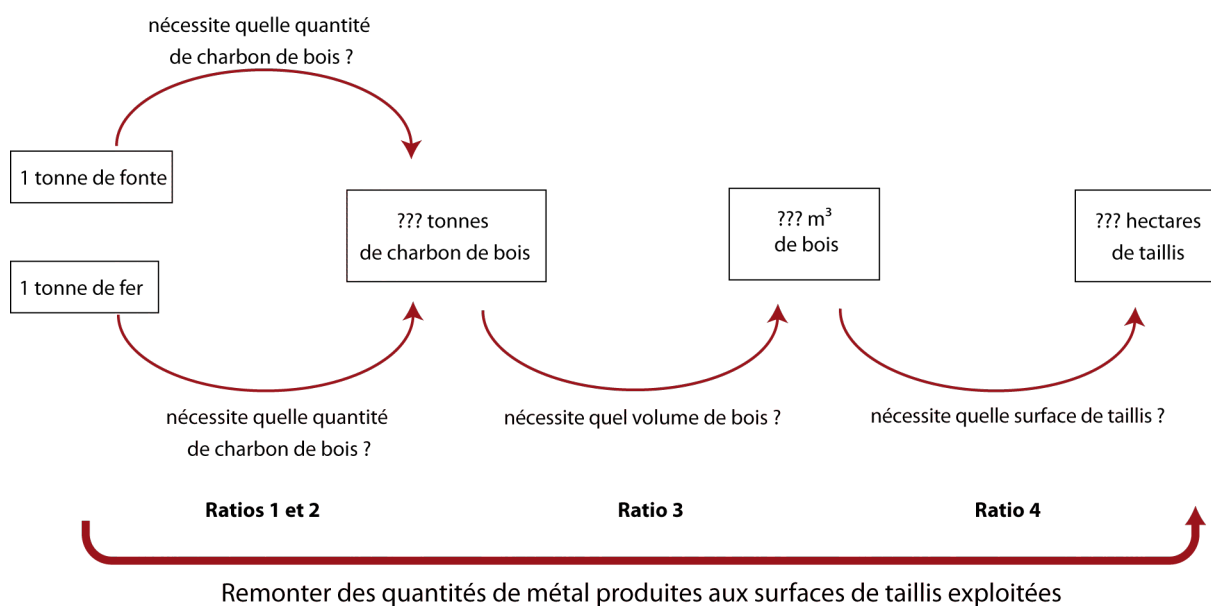 nécessite quelle quantité
de charbon de bois ?
1 tonne de fonte
??? tonnes
de charbon de bois
??? m³
de bois
??? hectares
de taillis
1 tonne de fer
nécessite quelle quantité
de charbon de bois ?
nécessite quel volume de bois ?
nécessite quelle surface de taillis ?
Ratios 1 et 2
Ratio 3
Ratio 4
Remonter des quantités de métal produites aux surfaces de taillis exploitées